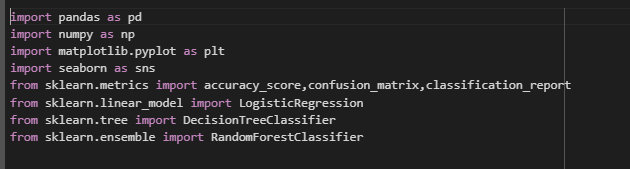 import pandas as pd
import numpy as np
import matplotlib.pyplot as plt
import seaborn as sns
from sklearn.metrics import accuracy_score,confusion_matrix,classification_report
from sklearn.linear_model import LogisticRegression
from sklearn.tree import DecisionTreeClassifier
from sklearn.ensemble import RandomForestClassifier